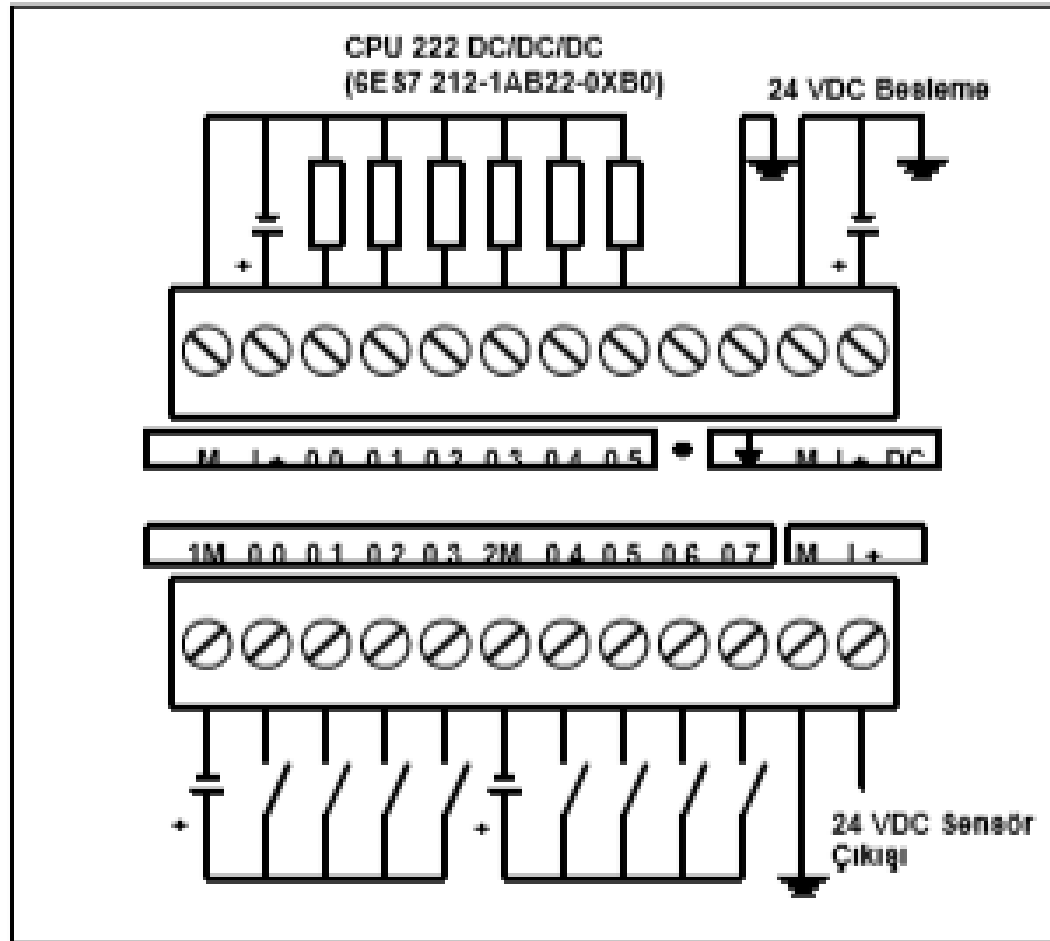 CPU 222 DC/DC/DC
(6ES7 212-1AB22-0XB0)
24 VDC Besleme
+ +
M L+ 0.0 0.1 0.2 0.3 0.4 0.5 M L+ DC
1M 0.0 0.1 0.2 0.3 2M 0.4 0.5 0.6 0.7 M L+
+ +
24 VDC Sensör
Çıkışı